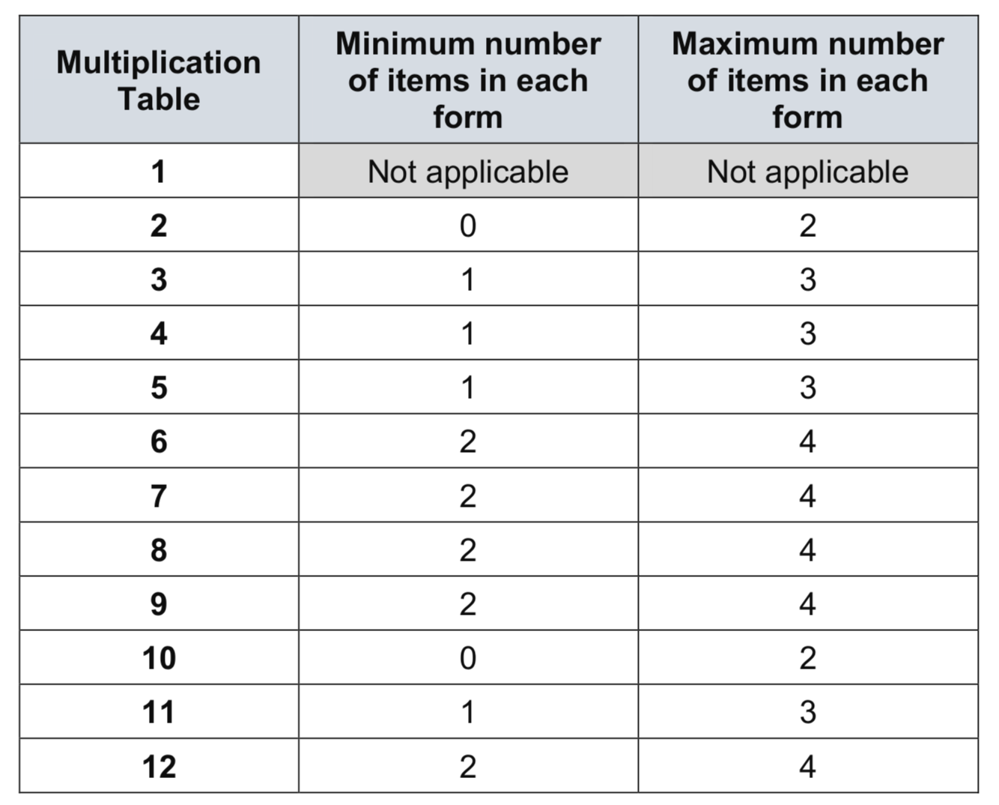 Multiplication Table
Minimum number of items in each form
Maximum number of items in each form
1 Not applicable Not applicable
2 0 2
3 1 3
4 1 3
5 1 3
6 2 4
7 2 4
8 2 4
9 2 4
10 0 2
11 1 3
12 2 4